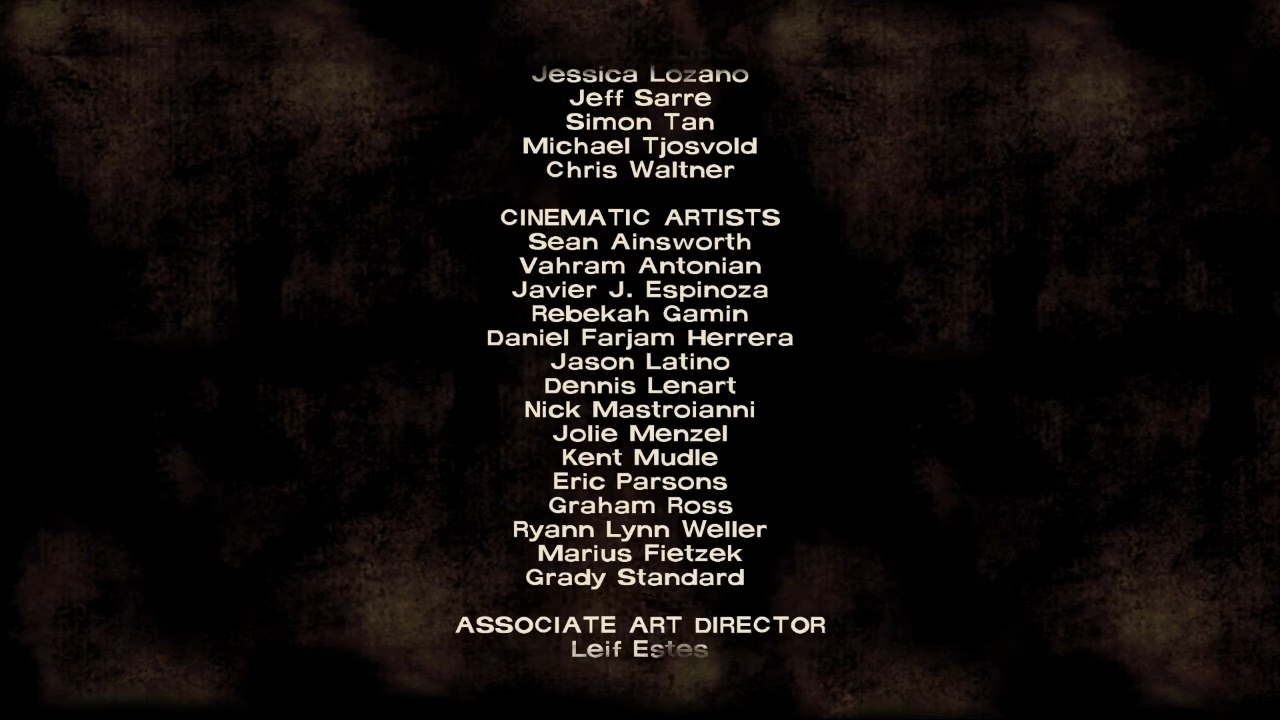 Jessica Lozano
Jeff Sarre
Simon Tan
Michael Tjosvold
Chris Waltner
CINEMATIC ARTISTS
Sean Ainsworth
Vahram Antonian
Javier J. Espinoza
Rebekah Gamin
Daniel Farjam Herrera
Jason Latino
Dennis Lenart
Nick Mastroianni
Jolie Menzel
Kent Mudle
Eric Parsons
Graham Ross
Ryann Lynn Weller
Marius Fietzek
Grady Standard
ASSOCIATE ART DIRECTOR
Leif Estes